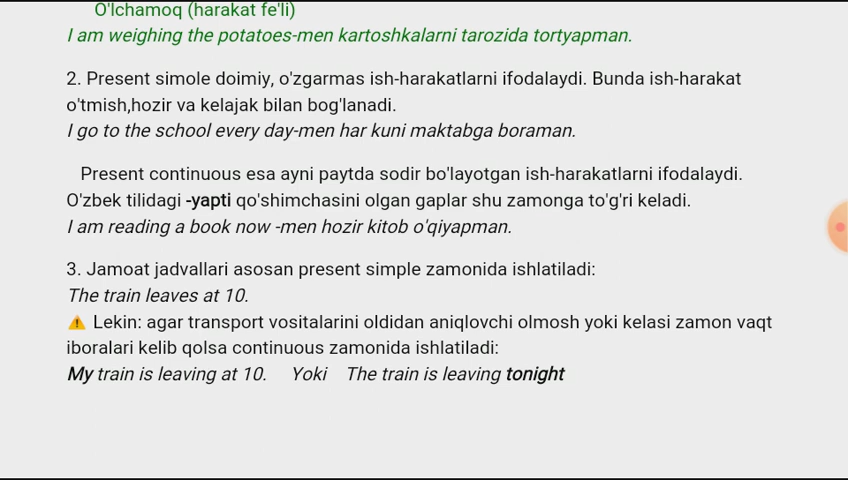 O'lchamoq (harakat fe'li)
I am weighing the potatoes-men kartoshkalarni tarozida tortyapman.
2. Present simole doimiy, o'zgarmas ish-harakatlarni ifodalaydi. Bunda ish-harakat
o'tmish,hozir va kelajak bilan bog'lanadi.
I go to the school every day-men har kuni maktabga boraman.
Present continuous esa ayni paytda sodir bo'layotgan ish-harakatlarni ifodalaydi.
O'zbek tilidagi -yapti qo'shimchasini olgan gaplar shu zamonga to'g'ri keladi.
I am reading a book now -men hozir kitob o'qiyapman.
3. Jamoat jadvallari asosan present simple zamonida ishlatiladi:
The train leaves at 10.
⚠️ Lekin: agar transport vositalarini oldidan aniqlovchi olmosh yoki kelasi zamon vaqt
iboralari kelib qolsa continuous zamonida ishlatiladi:
My train is leaving at 10. Yoki The train is leaving tonight